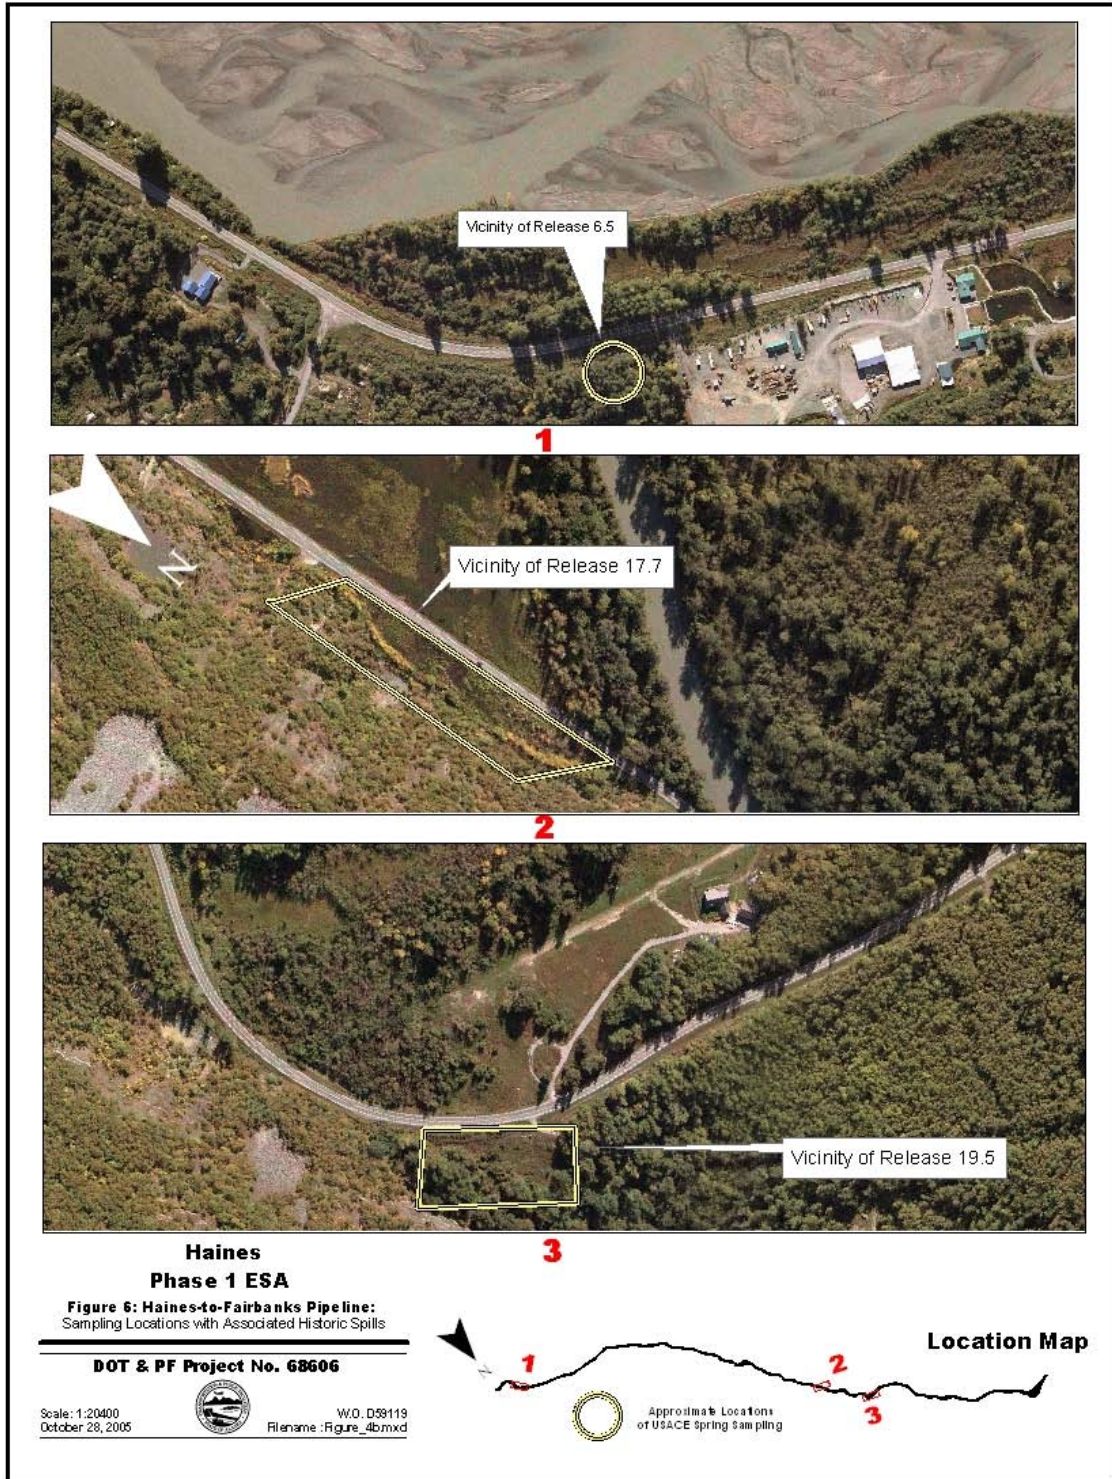 Vicinity of Release 6.5
1
N
Vicinity of Release 17.7
2
Vicinity of Release 19.5
3
Haines
Phase 1 ESA
Figure 6: Haines-to-Fairbanks Pipeline:
Sampling Locations with Associated Historic Spills
DOT & PF Project No. 68606
Scale: 1:20400
October 28, 2005
W.O. D59119
Filename : Figure_4b.mxd
N
1
2
3
Location Map
Approximate Locations
of USACE Spring Sampling